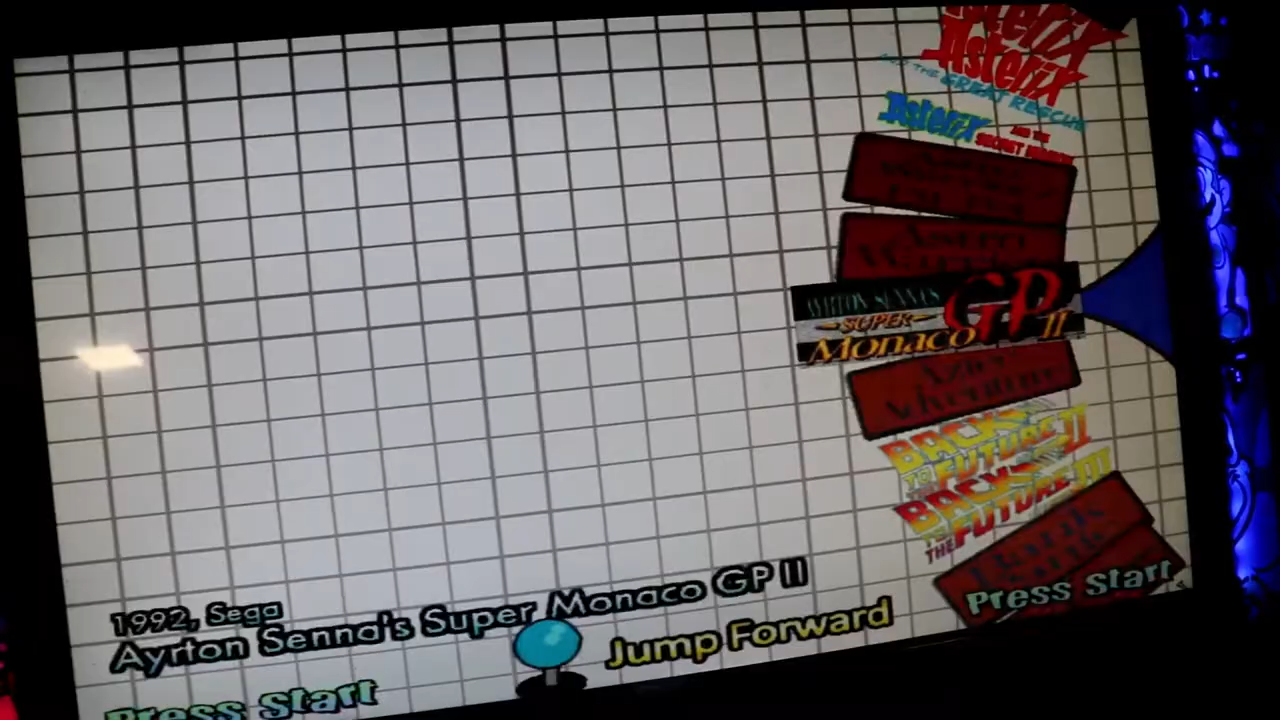 Asterix
Asterix
AND THE GREAT RESCUE
Asterix
AND THE
SECRET
AYRTON SENNA'S
SUPER
Monaco
GP II
Aztec
Adventure
BACK
TO THE FUTURE II
BACK
TO THE FUTURE III
Press Start
1992, Sega
Ayrton Senna's Super Monaco GP II
Jump Forward
Press Start